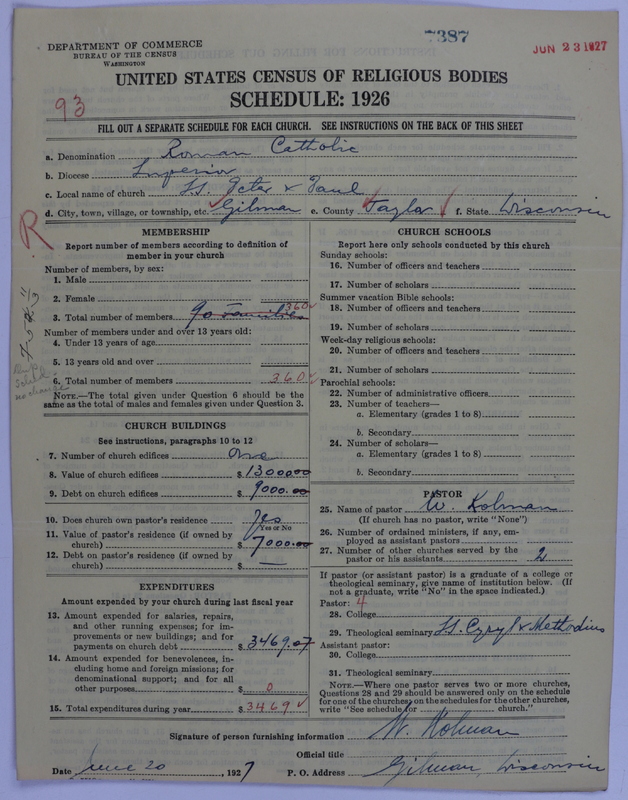 7387
JUN 23 1927
DEPARTMENT OF COMMERCE
BUREAU OF THE CENSUS
WASHINGTON
UNITED STATES CENSUS OF RELIGIOUS BODIES
SCHEDULE: 1926
93
FILL OUT A SEPARATE SCHEDULE FOR EACH CHURCH. SEE INSTRUCTIONS ON THE BACK OF THIS SHEET
a. Denomination Roman Catholic
b. Diocese Superior
c. Local name of church SS. Peter & Paul
d. City, town, village, or township, etc. Gilman e. County Taylor f. State Wisconsin
R
MEMBERSHIP
Report number of members according to definition of
member in your church
Number of members, by sex:
1. Male
2. Female
3. Total number of members 90 families 360
Number of members under and over 13 years old:
4. Under 13 years of age
5. 13 years old and over
6. Total number of members 360
NOTE.—The total given under Question 6 should be the
same as the total of males and females given under Question 3.
CHURCH BUILDINGS
See instructions, paragraphs 10 to 12
7. Number of church edifices One
8. Value of church edifices $13000.00
9. Debt on church edifices $9000.00
10. Does church own pastor's residence Yes
Yes or No
11. Value of pastor's residence (if owned by
church) $7000.00
12. Debt on pastor's residence (if owned by
church) $ —
EXPENDITURES
Amount expended by your church during last fiscal year
13. Amount expended for salaries, repairs,
and other running expenses; for im-
provements or new buildings; and for
payments on church debt $3469.07
14. Amount expended for benevolences, in-
cluding home and foreign missions; for
denominational support; and for all
other purposes $0
15. Total expenditures during year $3469
CHURCH SCHOOLS
Report here only schools conducted by this church
Sunday schools:
16. Number of officers and teachers
17. Number of scholars
Summer vacation Bible schools:
18. Number of officers and teachers
19. Number of scholars
Week-day religious schools:
20. Number of officers and teachers
21. Number of scholars
Parochial schools:
22. Number of administrative officers
23. Number of teachers—
a. Elementary (grades 1 to 8)
b. Secondary
24. Number of scholars—
a. Elementary (grades 1 to 8)
b. Secondary
PASTOR
25. Name of pastor W. Kolman
(If church has no pastor, write "None")
26. Number of ordained ministers, if any, em-
ployed as assistant pastors
27. Number of other churches served by the
pastor or his assistants 2
If pastor (or assistant pastor) is a graduate of a college or
theological seminary, give name of institution below. (If
not a graduate, write "No" in the space indicated.)
Pastor: 4
28. College
29. Theological seminary SS. Cyryl & Methodius
Assistant pastor:
30. College
31. Theological seminary
NOTE.—Where one pastor serves two or more churches,
Questions 28 and 29 should be answered only on the schedule
for one of the churches; on the schedules for the other churches,
write "See schedule for church."
Signature of person furnishing information W. Kolman
Official title
Date June 20, 1927 P. O. Address Gilman, Wisconsin